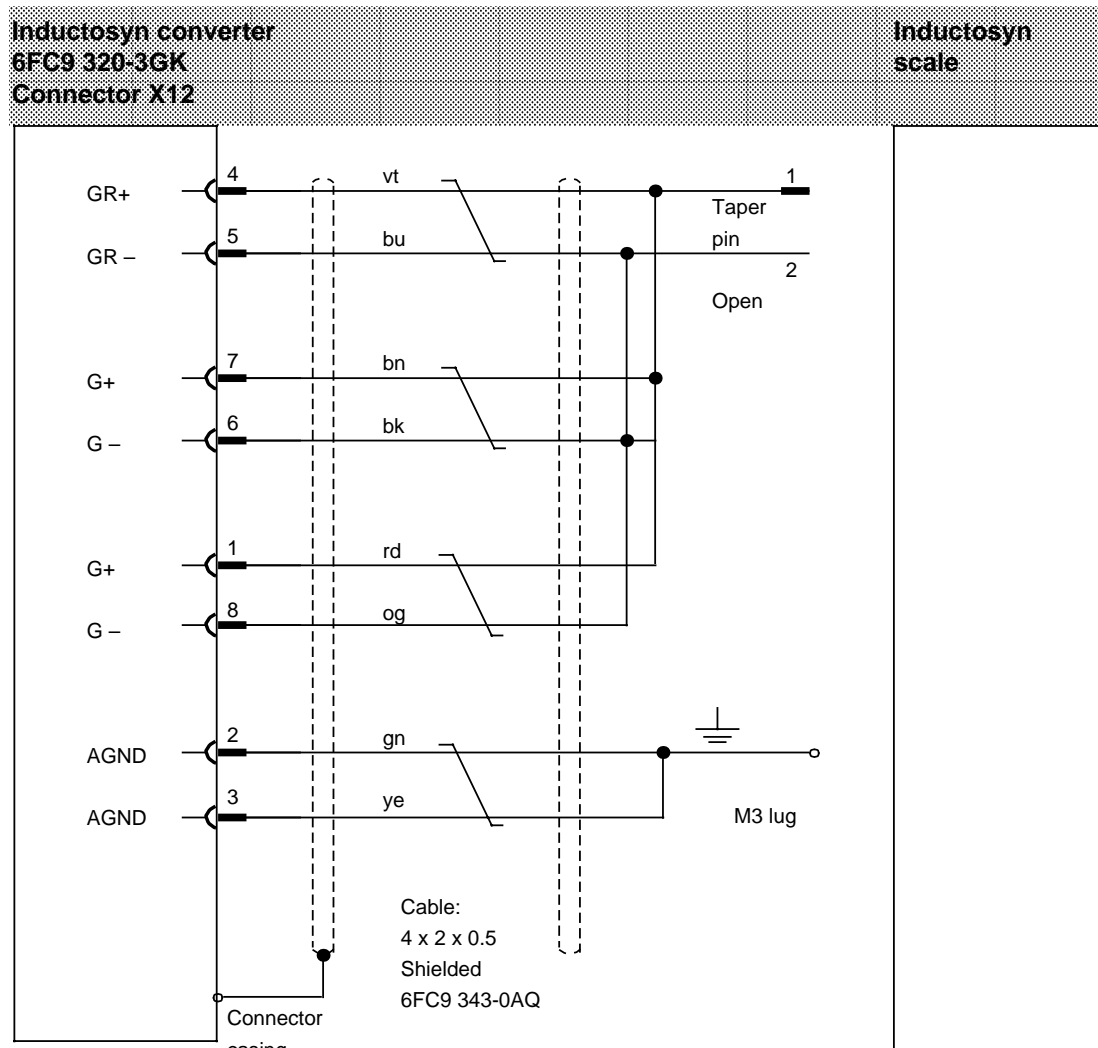 Inductosyn converter
6FC9 320-3GK
Connector X12
Inductosyn
scale
GR+ 4 vt 1
Taper
pin
GR – 5 bu 2
Open
G+ 7 bn
G – 6 bk
G+ 1 rd
G – 8 og
AGND 2 gn
AGND 3 ye
M3 lug
Cable:
4 x 2 x 0.5
Shielded
6FC9 343-0AQ
Connector